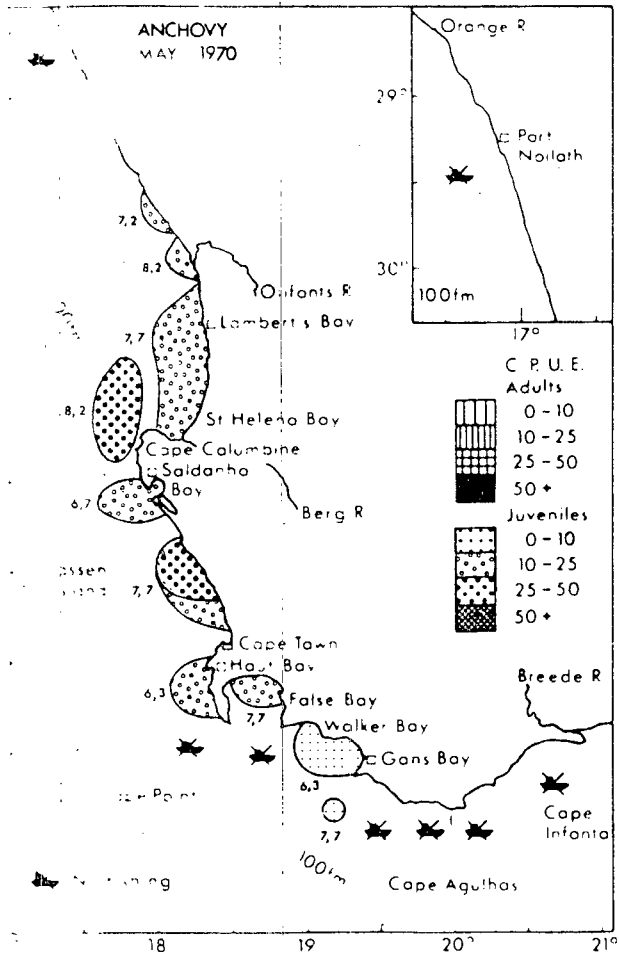 ANCHOVY
MAY 1970
Orange R
29°
Port
Nolloth
30°
100fm
17°
7,2
8,2
Olifants R
Lambert's Bay
7,7
8,2
St Helena Bay
Cape Columbine
Saldanha
Bay
6,7
Berg R
7,7
Cape Town
Hout Bay
6,3
False Bay
7,7
Walker Bay
Gans Bay
6,3
7,7
100fm
Breede R
Cape
Infanta
Cape Agulhas
C. P. U. E.
Adults
0-10
10-25
25-50
50+
Juveniles
0-10
10-25
25-50
50+
18
19
20°
21°